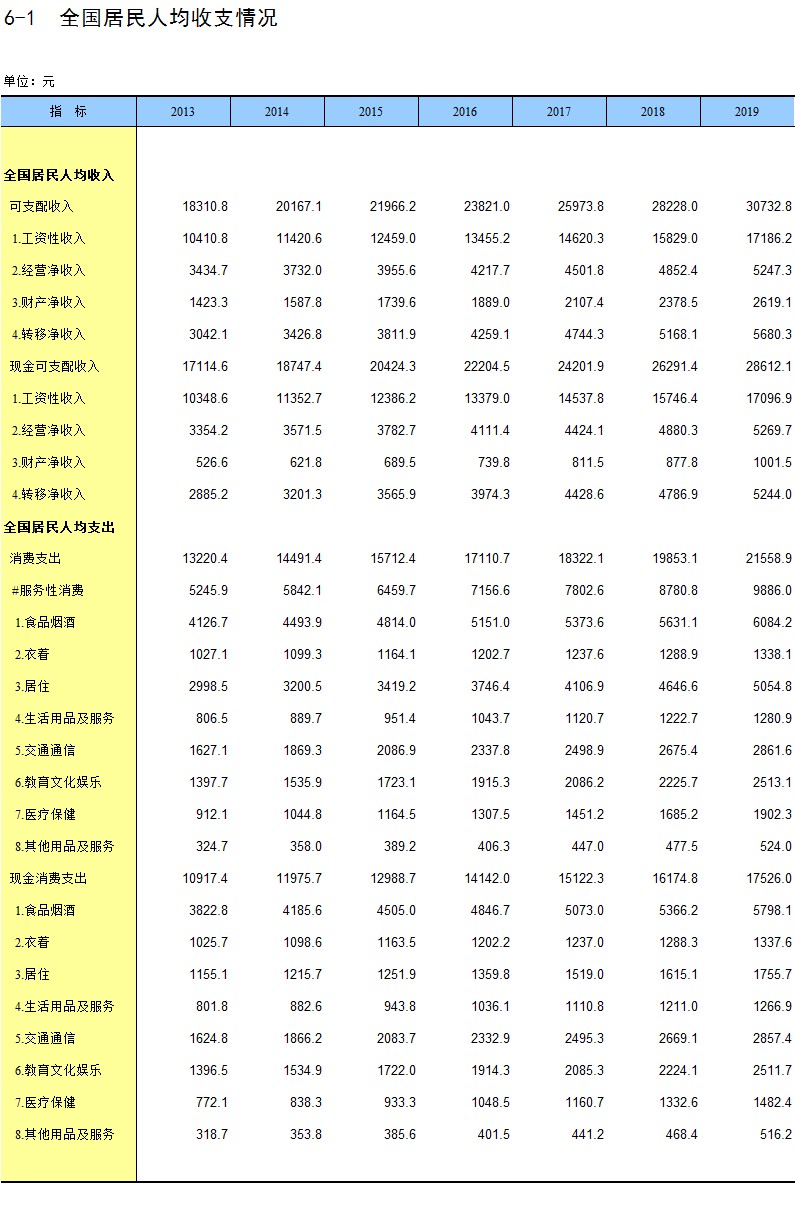 6-1 全国居民人均收支情况
单位：元
指 标 2013 2014 2015 2016 2017 2018 2019
全国居民人均收入
可支配收入 18310.8 20167.1 21966.2 23821.0 25973.8 28228.0 30732.8
1.工资性收入 10410.8 11420.6 12459.0 13455.2 14620.3 15829.0 17186.2
2.经营净收入 3434.7 3732.0 3955.6 4217.7 4501.8 4852.4 5247.3
3.财产净收入 1423.3 1587.8 1739.6 1889.0 2107.4 2378.5 2619.1
4.转移净收入 3042.1 3426.8 3811.9 4259.1 4744.3 5168.1 5680.3
现金可支配收入 17114.6 18747.4 20424.3 22204.5 24201.9 26291.4 28612.1
1.工资性收入 10348.6 11352.7 12386.2 13379.0 14537.8 15746.4 17096.9
2.经营净收入 3354.2 3571.5 3782.7 4111.4 4424.1 4880.3 5269.7
3.财产净收入 526.6 621.8 689.5 739.8 811.5 877.8 1001.5
4.转移净收入 2885.2 3201.3 3565.9 3974.3 4428.6 4786.9 5244.0
全国居民人均支出
消费支出 13220.4 14491.4 15712.4 17110.7 18322.1 19853.1 21558.9
#服务性消费 5245.9 5842.1 6459.7 7156.6 7802.6 8780.8 9886.0
1.食品烟酒 4126.7 4493.9 4814.0 5151.0 5373.6 5631.1 6084.2
2.衣着 1027.1 1099.3 1164.1 1202.7 1237.6 1288.9 1338.1
3.居住 2998.5 3200.5 3419.2 3746.4 4106.9 4646.6 5054.8
4.生活用品及服务 806.5 889.7 951.4 1043.7 1120.7 1222.7 1280.9
5.交通通信 1627.1 1869.3 2086.9 2337.8 2498.9 2675.4 2861.6
6.教育文化娱乐 1397.7 1535.9 1723.1 1915.3 2086.2 2225.7 2513.1
7.医疗保健 912.1 1044.8 1164.5 1307.5 1451.2 1685.2 1902.3
8.其他用品及服务 324.7 358.0 389.2 406.3 447.0 477.5 524.0
现金消费支出 10917.4 11975.7 12988.7 14142.0 15122.3 16174.8 17526.0
1.食品烟酒 3822.8 4185.6 4505.0 4846.7 5073.0 5366.2 5798.1
2.衣着 1025.7 1098.6 1163.5 1202.2 1237.0 1288.3 1337.6
3.居住 1155.1 1215.7 1251.9 1359.8 1519.0 1615.1 1755.7
4.生活用品及服务 801.8 882.6 943.8 1036.1 1110.8 1211.0 1266.9
5.交通通信 1624.8 1866.2 2083.7 2332.9 2495.3 2669.1 2857.4
6.教育文化娱乐 1396.5 1534.9 1722.0 1914.3 2085.3 2224.1 2511.7
7.医疗保健 772.1 838.3 933.3 1048.5 1160.7 1332.6 1482.4
8.其他用品及服务 318.7 353.8 385.6 401.5 441.2 468.4 516.2